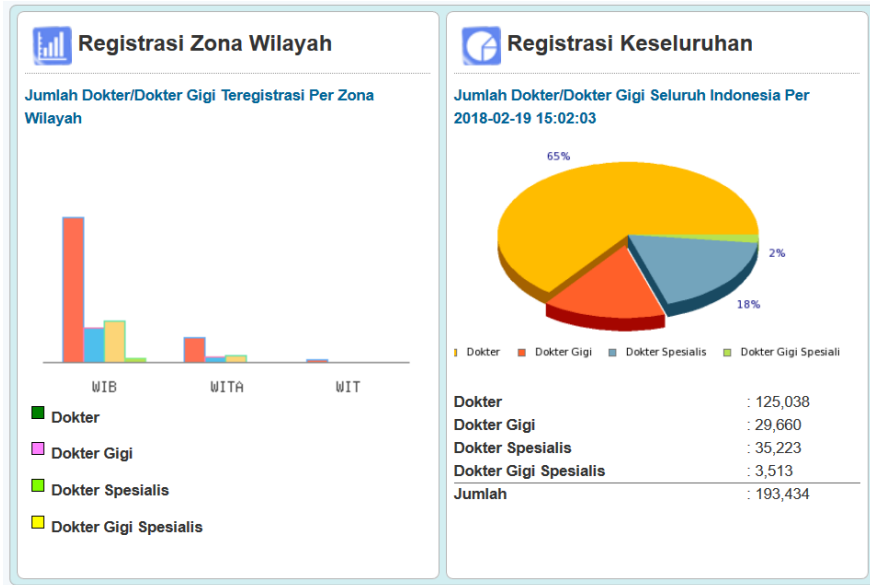 Registrasi Zona Wilayah
Jumlah Dokter/Dokter Gigi Teregistrasi Per Zona
Wilayah
WIB WITA WIT
Dokter
Dokter Gigi
Dokter Spesialis
Dokter Gigi Spesialis
Registrasi Keseluruhan
Jumlah Dokter/Dokter Gigi Seluruh Indonesia Per
2018-02-19 15:02:03
65%
2%
18%
Dokter Dokter Gigi Dokter Spesialis Dokter Gigi Spesiali
Dokter : 125,038
Dokter Gigi : 29,660
Dokter Spesialis : 35,223
Dokter Gigi Spesialis : 3,513
Jumlah : 193,434